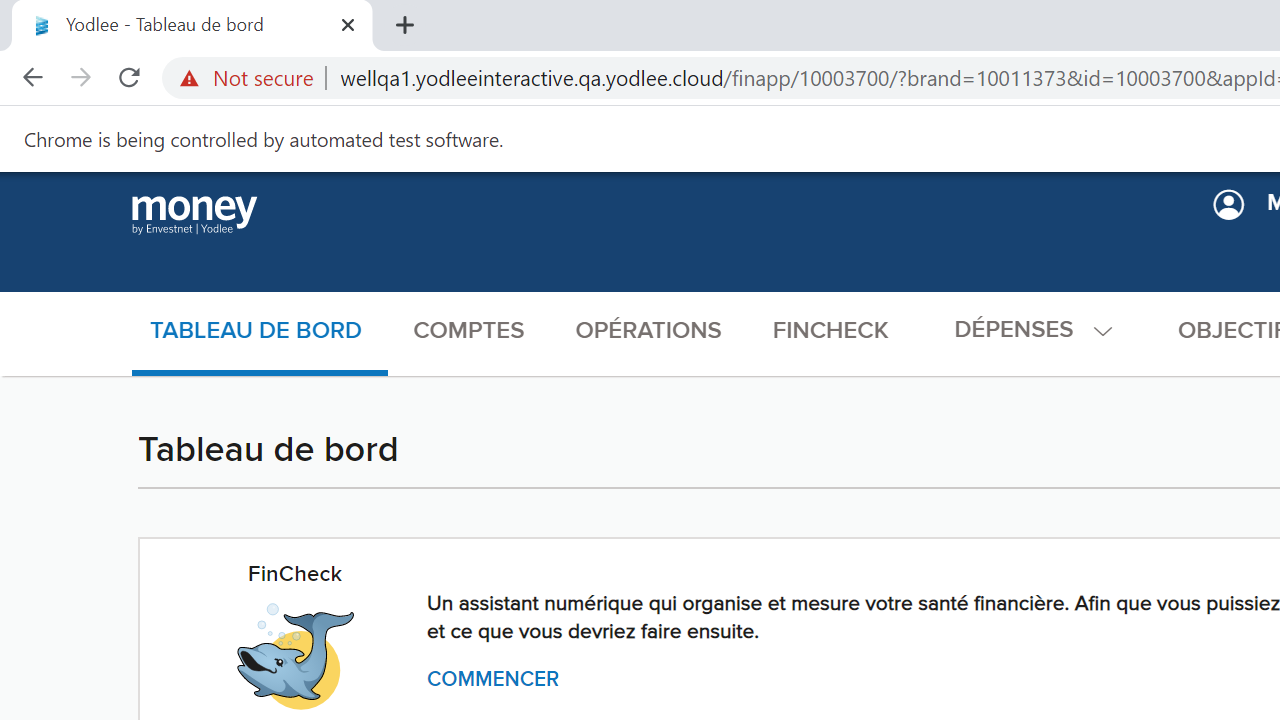 Yodlee - Tableau de bord
Not secure
wellqa1.yodleeinteractive.qa.yodlee.cloud/finapp/10003700/?brand=10011373&id=10003700&appId=
Chrome is being controlled by automated test software.
money
by Envestnet | Yodlee
M
TABLEAU DE BORD
COMPTES
OPÉRATIONS
FINCHECK
DÉPENSES
OBJECTIF
Tableau de bord
FinCheck
Un assistant numérique qui organise et mesure votre santé financière. Afin que vous puissiez
et ce que vous devriez faire ensuite.
COMMENCER